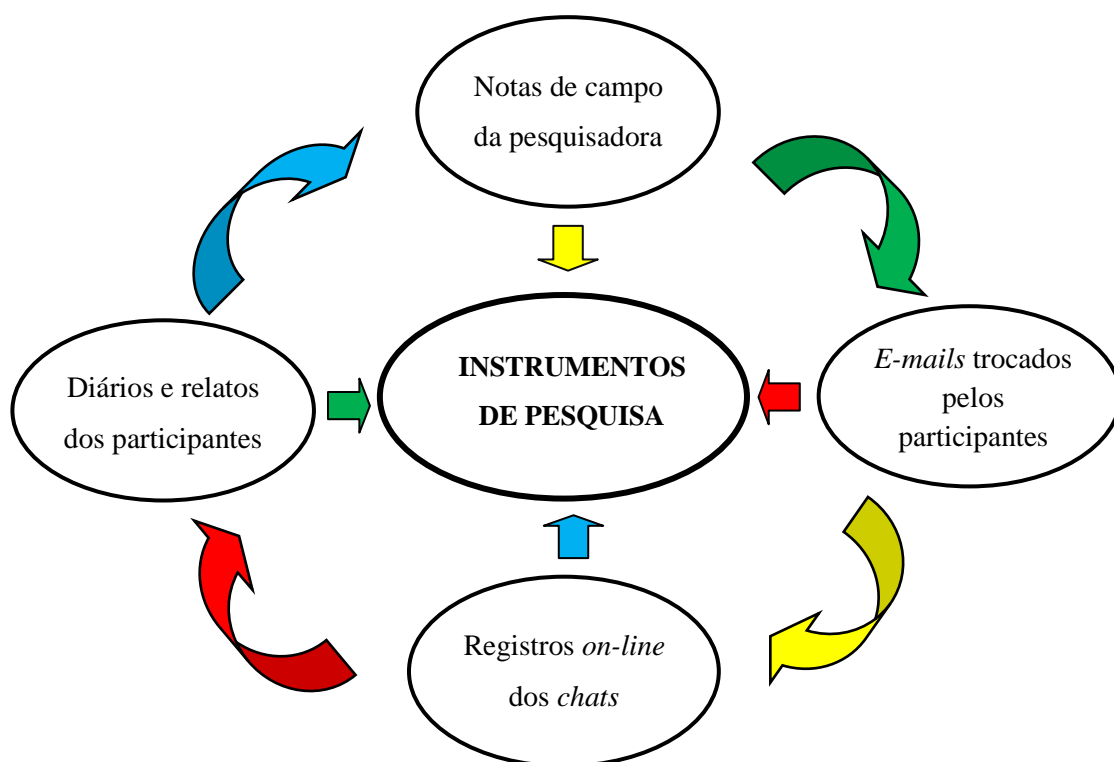 Notas de campo
da pesquisadora
INSTRUMENTOS
DE PESQUISA
E-mails trocados
pelos
participantes
Diários e relatos
dos participantes
Registros on-line
dos chats